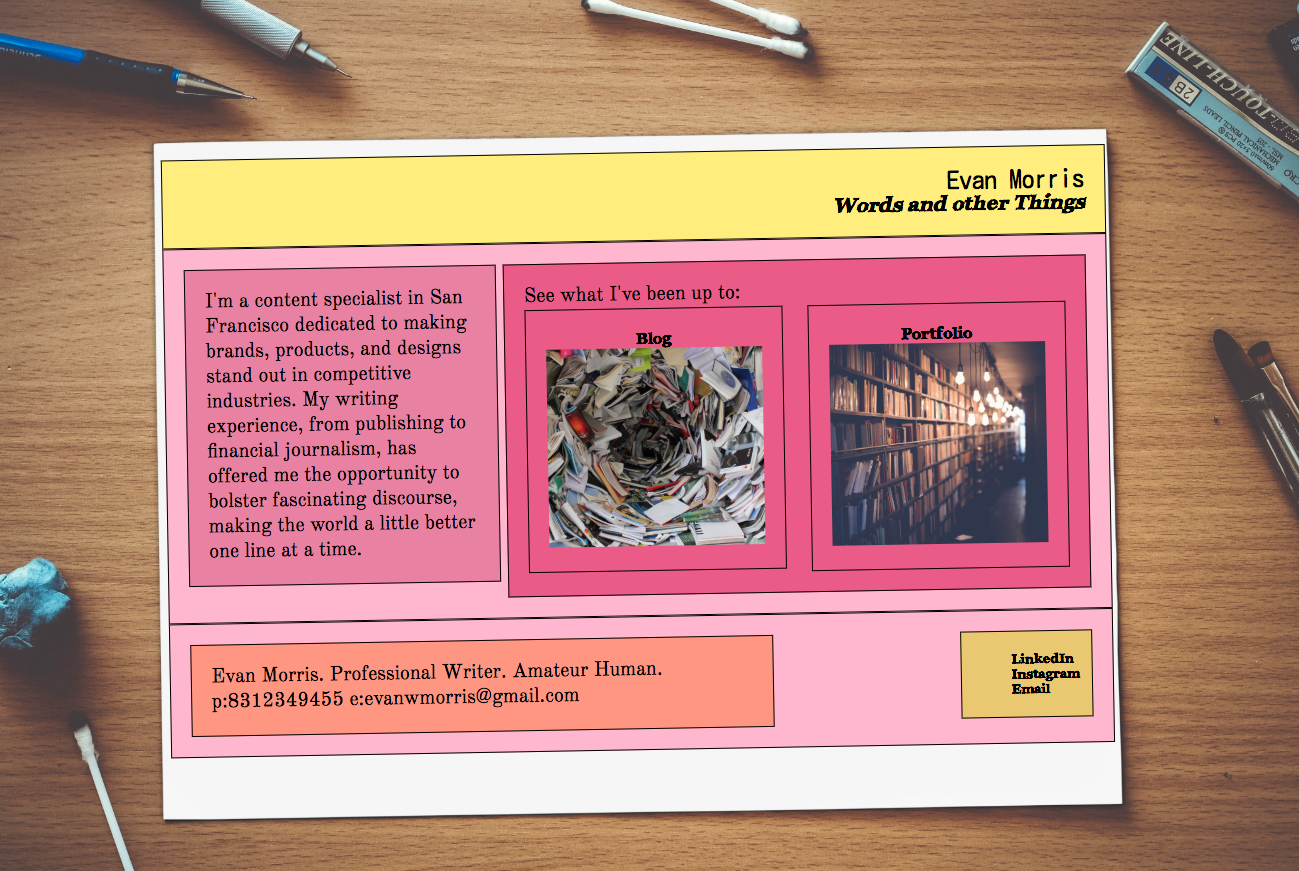 Evan Morris
Words and other Things
I'm a content specialist in San
Francisco dedicated to making
brands, products, and designs
stand out in competitive
industries. My writing
experience, from publishing to
financial journalism, has
offered me the opportunity to
bolster fascinating discourse,
making the world a little better
one line at a time.
See what I've been up to:
Blog
Portfolio
Evan Morris. Professional Writer. Amateur Human.
p:8312349455 e:evanwmorris@gmail.com
LinkedIn
Instagram
Email
2B
MECHANICAL PENCIL LEADS